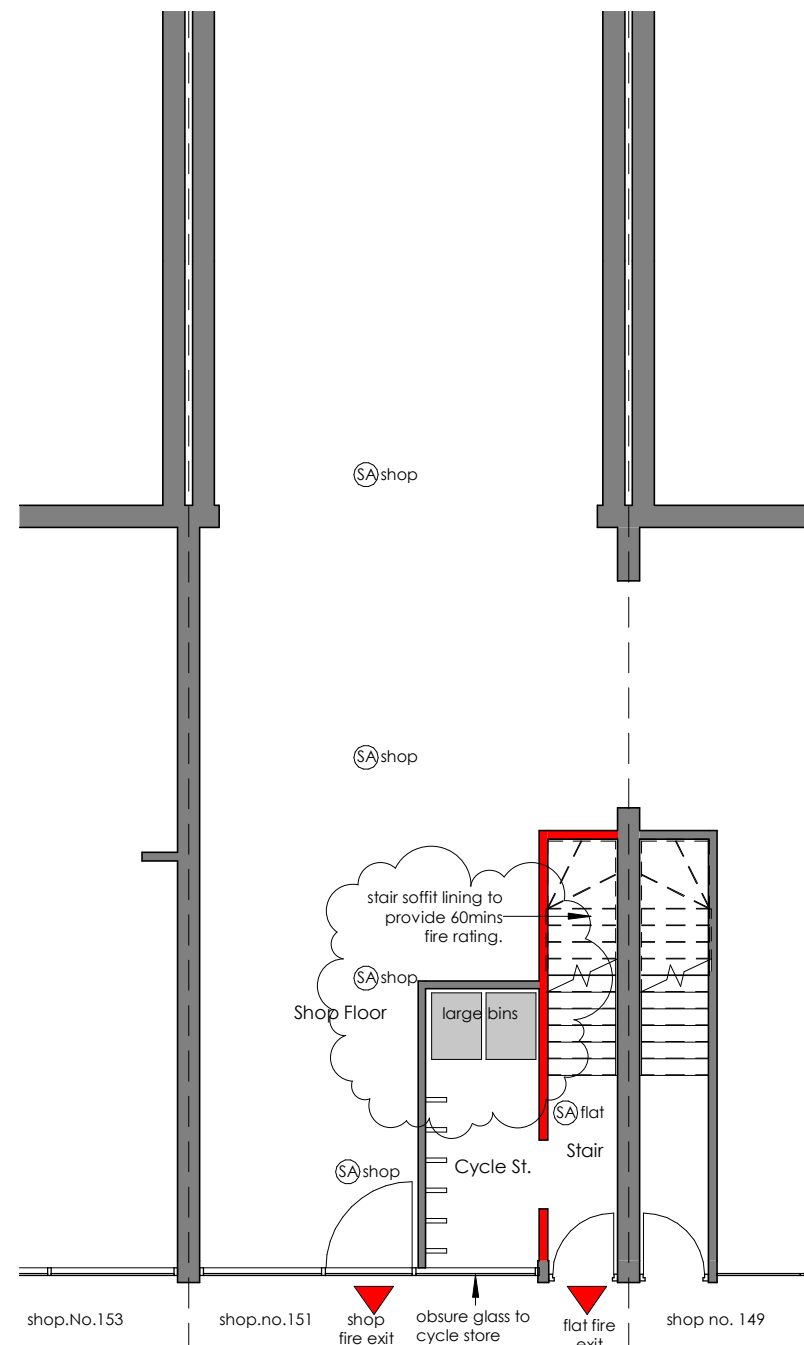 SA shop
SA shop
stair soffit lining to
provide 60mins
fire rating.
SA shop
Shop Floor
large bins
SA flat
Stair
Cycle St.
SA shop
shop.No.153
shop.no.151
shop
fire exit
obsure glass to
cycle store
flat fire
exit
shop no. 149